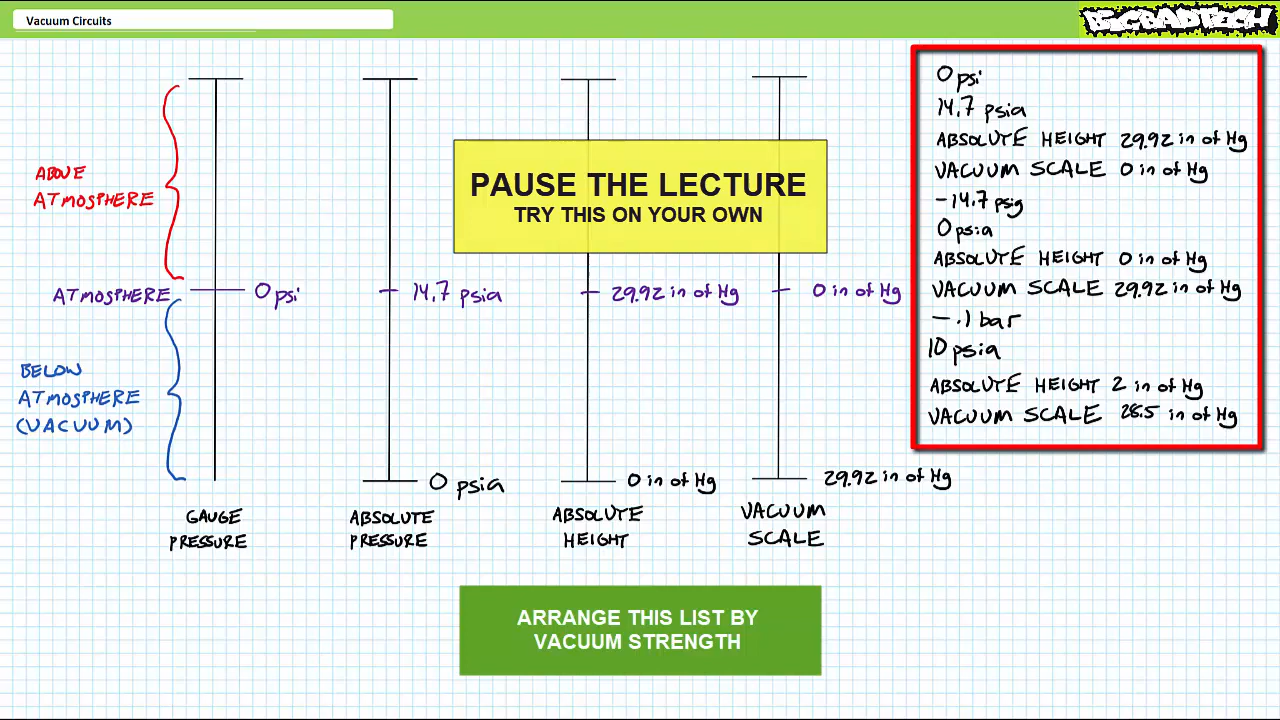 Vacuum Circuits
BIGBADTECH
ABOVE
ATMOSPHERE
ATMOSPHERE
BELOW
ATMOSPHERE
(VACUUM)
0 psi
14.7 psia
29.92 in of Hg
0 in of Hg
PAUSE THE LECTURE
TRY THIS ON YOUR OWN
0 psia
0 in of Hg
29.92 in of Hg
GAUGE
PRESSURE
ABSOLUTE
PRESSURE
ABSOLUTE
HEIGHT
VACUUM
SCALE
0 psi
14.7 psia
ABSOLUTE HEIGHT 29.92 in of Hg
VACUUM SCALE 0 in of Hg
-14.7 psig
0 psia
ABSOLUTE HEIGHT 0 in of Hg
VACUUM SCALE 29.92 in of Hg
-.1 bar
10 psia
ABSOLUTE HEIGHT 2 in of Hg
VACUUM SCALE 28.5 in of Hg
ARRANGE THIS LIST BY
VACUUM STRENGTH